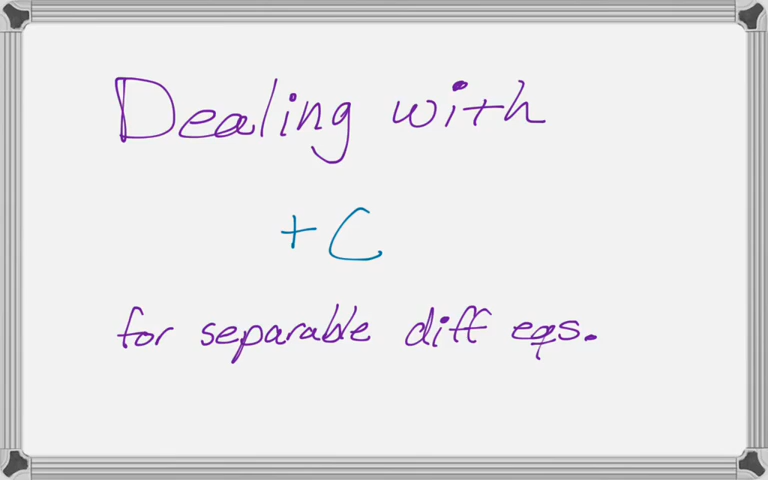 Dealing with
+ C
for separable diff eqs.